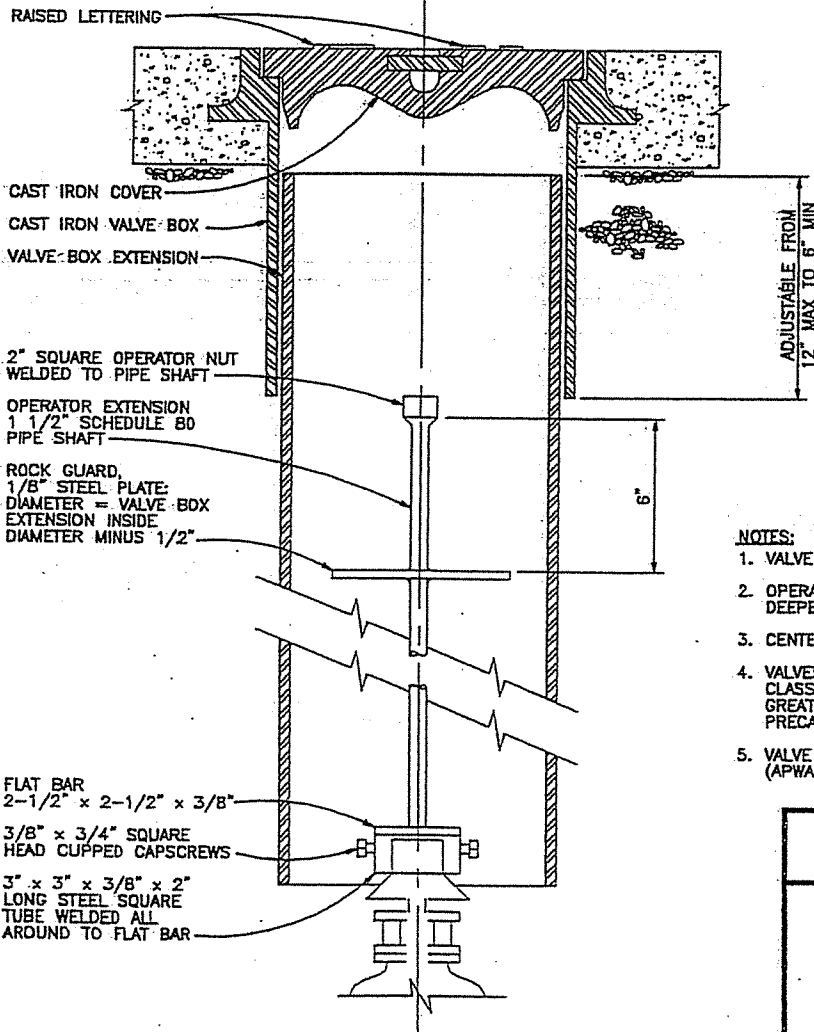 RAISED LETTERING
CAST IRON COVER
CAST IRON VALVE BOX
VALVE BOX EXTENSION
2" SQUARE OPERATOR NUT
WELDED TO PIPE SHAFT
OPERATOR EXTENSION
1 1/2" SCHEDULE 80
PIPE SHAFT
ROCK GUARD,
1/8" STEEL PLATE:
DIAMETER = VALVE BOX
EXTENSION INSIDE
DIAMETER MINUS 1/2"
FLAT BAR
2-1/2" x 2-1/2" x 3/8"
3/8" x 3/4" SQUARE
HEAD CUPPED CAPSCREWS
3" x 3" x 3/8" x 2"
LONG STEEL SQUARE
TUBE WELDED ALL
AROUND TO FLAT BAR
ADJUSTABLE FROM
12" MAX TO 6" MIN
6"
NOTES:
1. VALVE
2. OPERA
DEEPE
3. CENTE
4. VALVES
CLASS
GREAT
PRECA
5. VALVE
(APWA